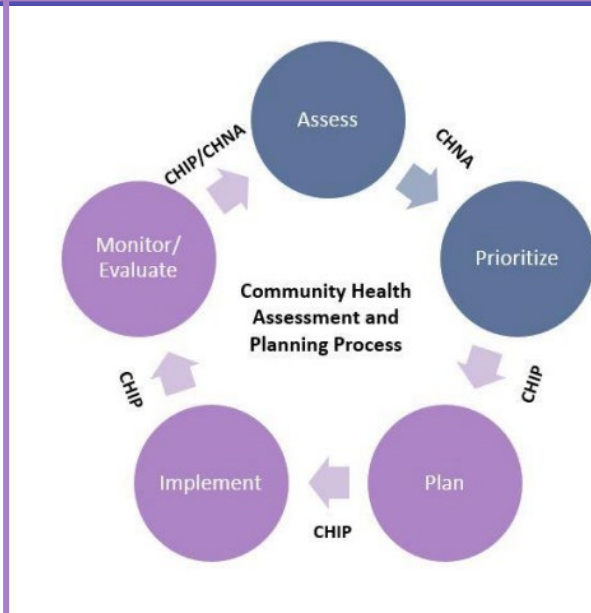 Assess
CHNA
Prioritize
CHIP
Plan
CHIP
Implement
CHIP
Monitor/
Evaluate
CHIP/CHNA
Community Health
Assessment and
Planning Process